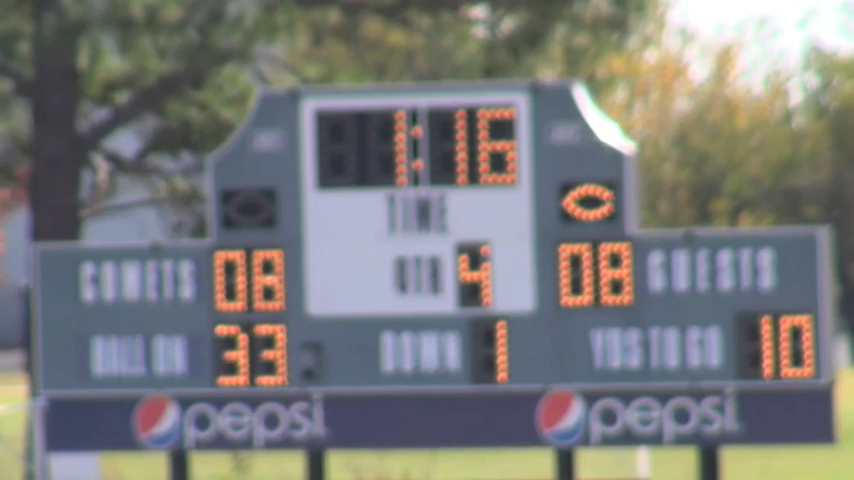 1:16
TIME
QTR 4
COMETS 08
08 GUESTS
BALL ON 33
DOWN 1
YDS TO GO 10
pepsi pepsi